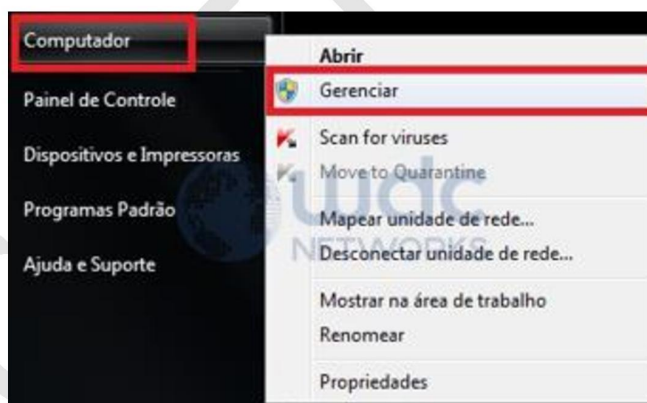 Computador
Painel de Controle
Dispositivos e Impressoras
Programas Padrão
Ajuda e Suporte
Abrir
Gerenciar
Scan for viruses
Move to Quarantine
Mapear unidade de rede...
Desconectar unidade de rede...
Mostrar na área de trabalho
Renomear
Propriedades
wdc
NETWORKS